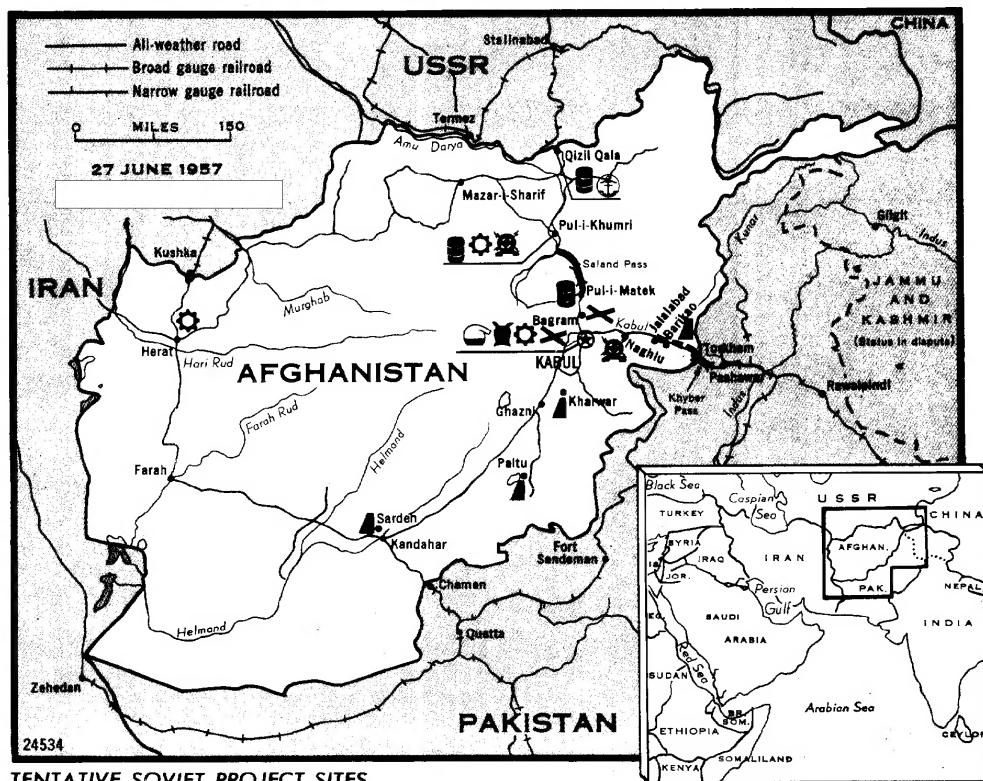 All-weather road
Broad gauge railroad
Narrow gauge railroad
0 MILES 150
27 JUNE 1957
CHINA
USSR
Stalinabad
Termez
Amu Darya
Qizil Qala
Mazar-i-Sharif
Pul-i-Khumri
Kunar
Gilgit
Indus
Kushka
Saland Pass
IRAN
Murghab
Pul-i-Matek
JAMMU
AND
KASHMIR
(Status in dispute)
Bagram
Kabul
Jalalabad
Barikao
Herat
Hari Rud
KABUL
Naghlu
Torkham
Peshawar
AFGHANISTAN
Khyber
Pass
Indus
Rawalpindi
Ghazni
Kharwar
Farah Rud
Helmand
Farah
Paltu
Sardeh
Kandahar
Fort
Sandeman
Chaman
Helmand
Quetta
Zahedan
PAKISTAN
24534
Black Sea
Caspian
Sea
USSR
TURKEY
CHINA
SYRIA
AFGHAN.
IRAQ
IRAN
JOR.
PAK.
NEPAL
Persian
Gulf
SAUDI
ARABIA
INDIA
Red Sea
SUDAN
Arabian Sea
BR.
SOM.
ETHIOPIA
CEYLON
SOMALILAND
KENYA
TENTATIVE SOVIET PROJECT SITES